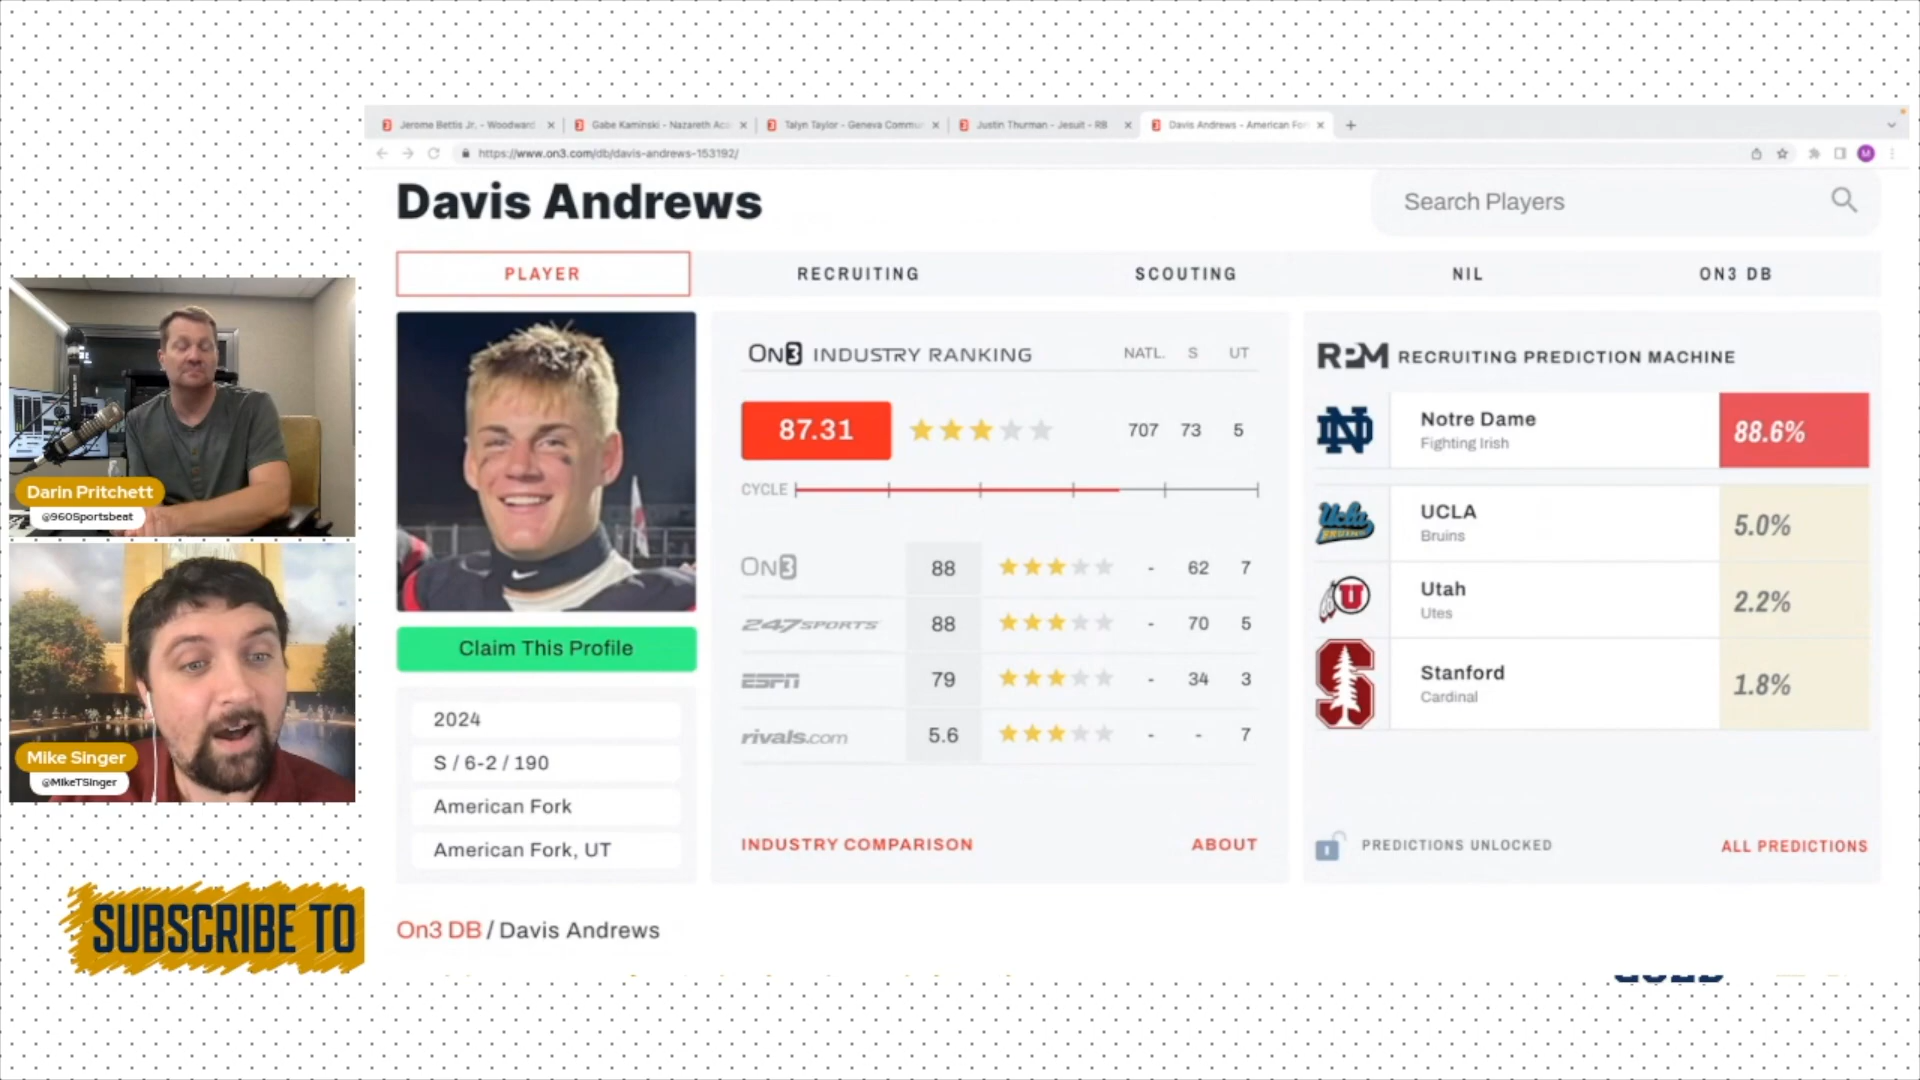 Jerome Bettis Jr. - Woodward
Gabe Kaminski - Nazareth Aca
Talyn Taylor - Geneva Commun
Justin Thurman - Jesuit - RB
Davis Andrews - American For
https://www.on3.com/db/davis-andrews-153192/
M
Davis Andrews
Search Players
PLAYER
RECRUITING
SCOUTING
NIL
ON3 DB
ON3 INDUSTRY RANKING NATL. S UT
87.31 707 73 5
CYCLE
ON3 88 - 62 7
247SPORTS 88 - 70 5
ESPN 79 - 34 3
rivals.com 5.6 - - 7
INDUSTRY COMPARISON
ABOUT
RPM RECRUITING PREDICTION MACHINE
ND
Notre Dame
Fighting Irish
88.6%
Ucla
BRUINS
UCLA
Bruins
5.0%
U
Utah
Utes
2.2%
S
Stanford
Cardinal
1.8%
PREDICTIONS UNLOCKED
ALL PREDICTIONS
Claim This Profile
2024
S / 6-2 / 190
American Fork
American Fork, UT
On3 DB / Davis Andrews
Darin Pritchett
@960Sportsbeat
Mike Singer
@MikeTSinger
SUBSCRIBE TO